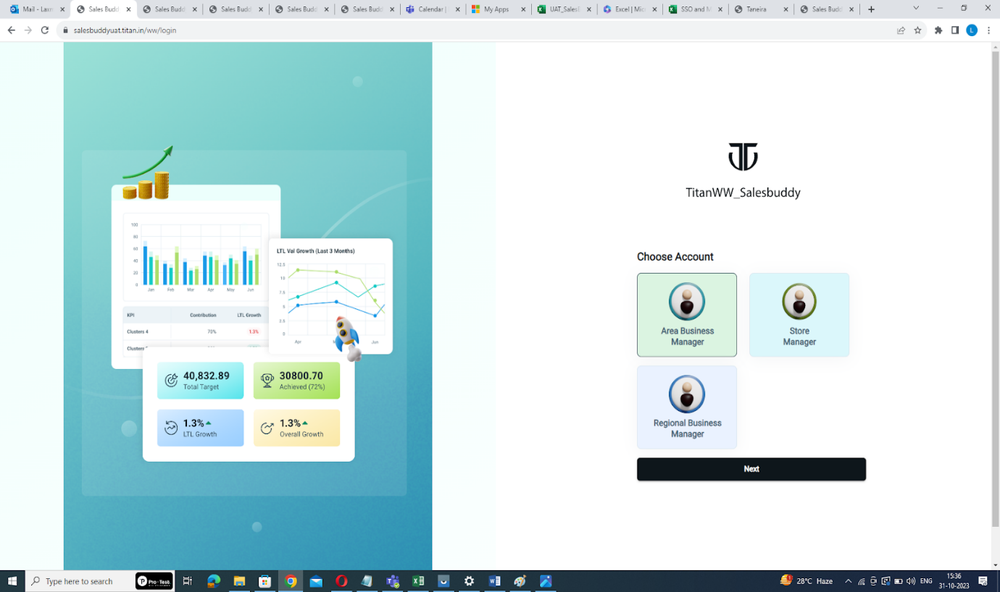 Mail - Laxm
Sales Budd
Sales Budd
Sales Budd
Sales Budd
Sales Budd
Calendar |
My Apps
UAT_SalesB
Excel | Micr
SSO and M
Taneira
Sales Budd
salesbuddyuat.titan.in/ww/login
L
TitanWW_Salesbuddy
Choose Account
Area Business
Manager
Store
Manager
Regional Business
Manager
Next
100
80
60
40
20
0
Jan Feb Mar Apr May Jun
KPI Contribution LTL Growth
Clusters 4 70% 1.3%
LTL Val Growth (Last 3 Months)
12.5
10
7.5
5
2.5
0
Apr Jun
40,832.89
Total Target
30800.70
Achieved (72%)
1.3%
LTL Growth
1.3%
Overall Growth
Type here to search
Pro-Test
28°C Haze
ENG
15:36
31-10-2023